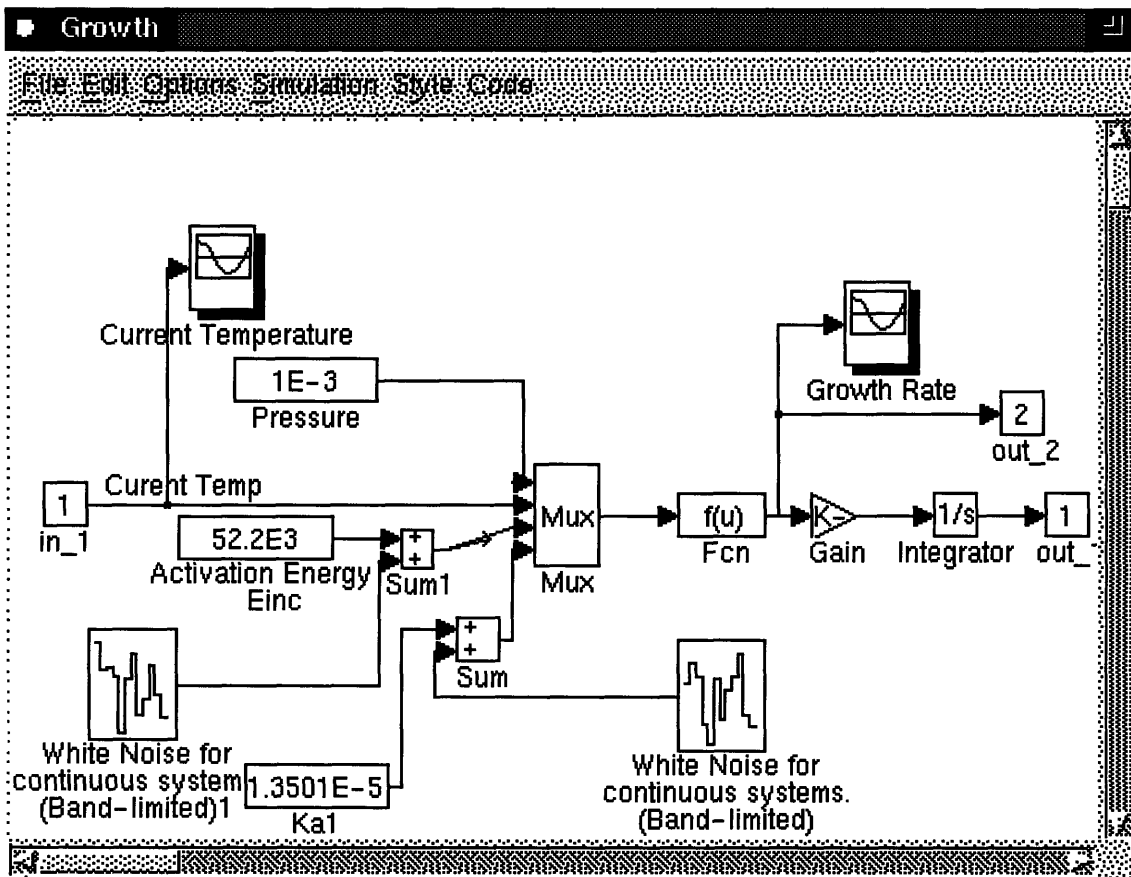 Growth
File Edit Options Simulation Style Code
Current Temperature
1E-3
Pressure
Growth Rate
2
out_2
Curent Temp
1
in_1
52.2E3
Activation Energy
Einc
+
+
Sum1
Mux
Mux
f(u)
Fcn
K-
Gain
1/s
Integrator
1
out_
+
+
Sum
White Noise for
continuous system
(Band-limited)1
1.3501E-5
Ka1
White Noise for
continuous systems.
(Band-limited)